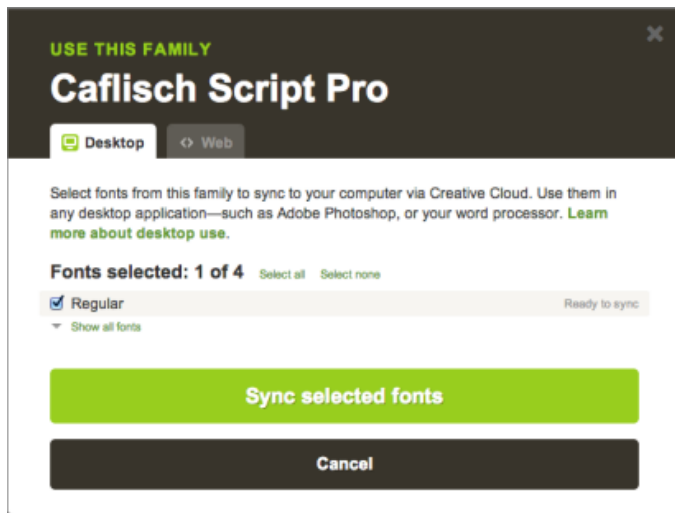 USE THIS FAMILY
Caflisch Script Pro
Desktop
<> Web
Select fonts from this family to sync to your computer via Creative Cloud. Use them in
any desktop application—such as Adobe Photoshop, or your word processor. Learn
more about desktop use.
Fonts selected: 1 of 4 Select all Select none
Regular Ready to sync
Show all fonts
Sync selected fonts
Cancel